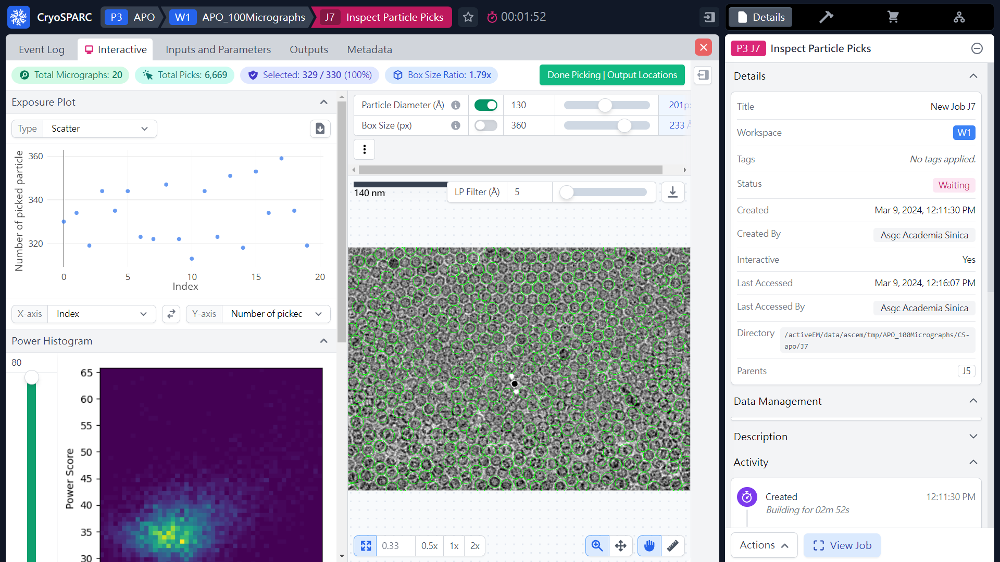 CryoSPARC P3 APO W1 APO_100Micrographs J7 Inspect Particle Picks 00:01:52 Details
Event Log Interactive Inputs and Parameters Outputs Metadata
Total Micrographs: 20 Total Picks: 6,669 Selected: 329 / 330 (100%) Box Size Ratio: 1.79x Done Picking | Output Locations
Exposure Plot
Type Scatter
Number of picked particle
360
340
320
0 5 10 15 20
Index
X-axis Index Y-axis Number of picked
Power Histogram
80
Power Score
65
60
55
50
45
40
35
30
Particle Diameter (Å) 130 201px
Box Size (px) 360 233 Å
140 nm
LP Filter (Å) 5
0.33 0.5x 1x 2x
P3 J7 Inspect Particle Picks
Details
Title New Job J7
Workspace W1
Tags No tags applied.
Status Waiting
Created Mar 9, 2024, 12:11:30 PM
Created By Asgc Academia Sinica
Interactive Yes
Last Accessed Mar 9, 2024, 12:16:07 PM
Last Accessed By Asgc Academia Sinica
Directory /activeEM/data/ascem/tmp/APO_100Micrographs/CS-
apo/J7
Parents J5
Data Management
Description
Activity
Created 12:11:30 PM
Building for 02m 52s
Actions View Job